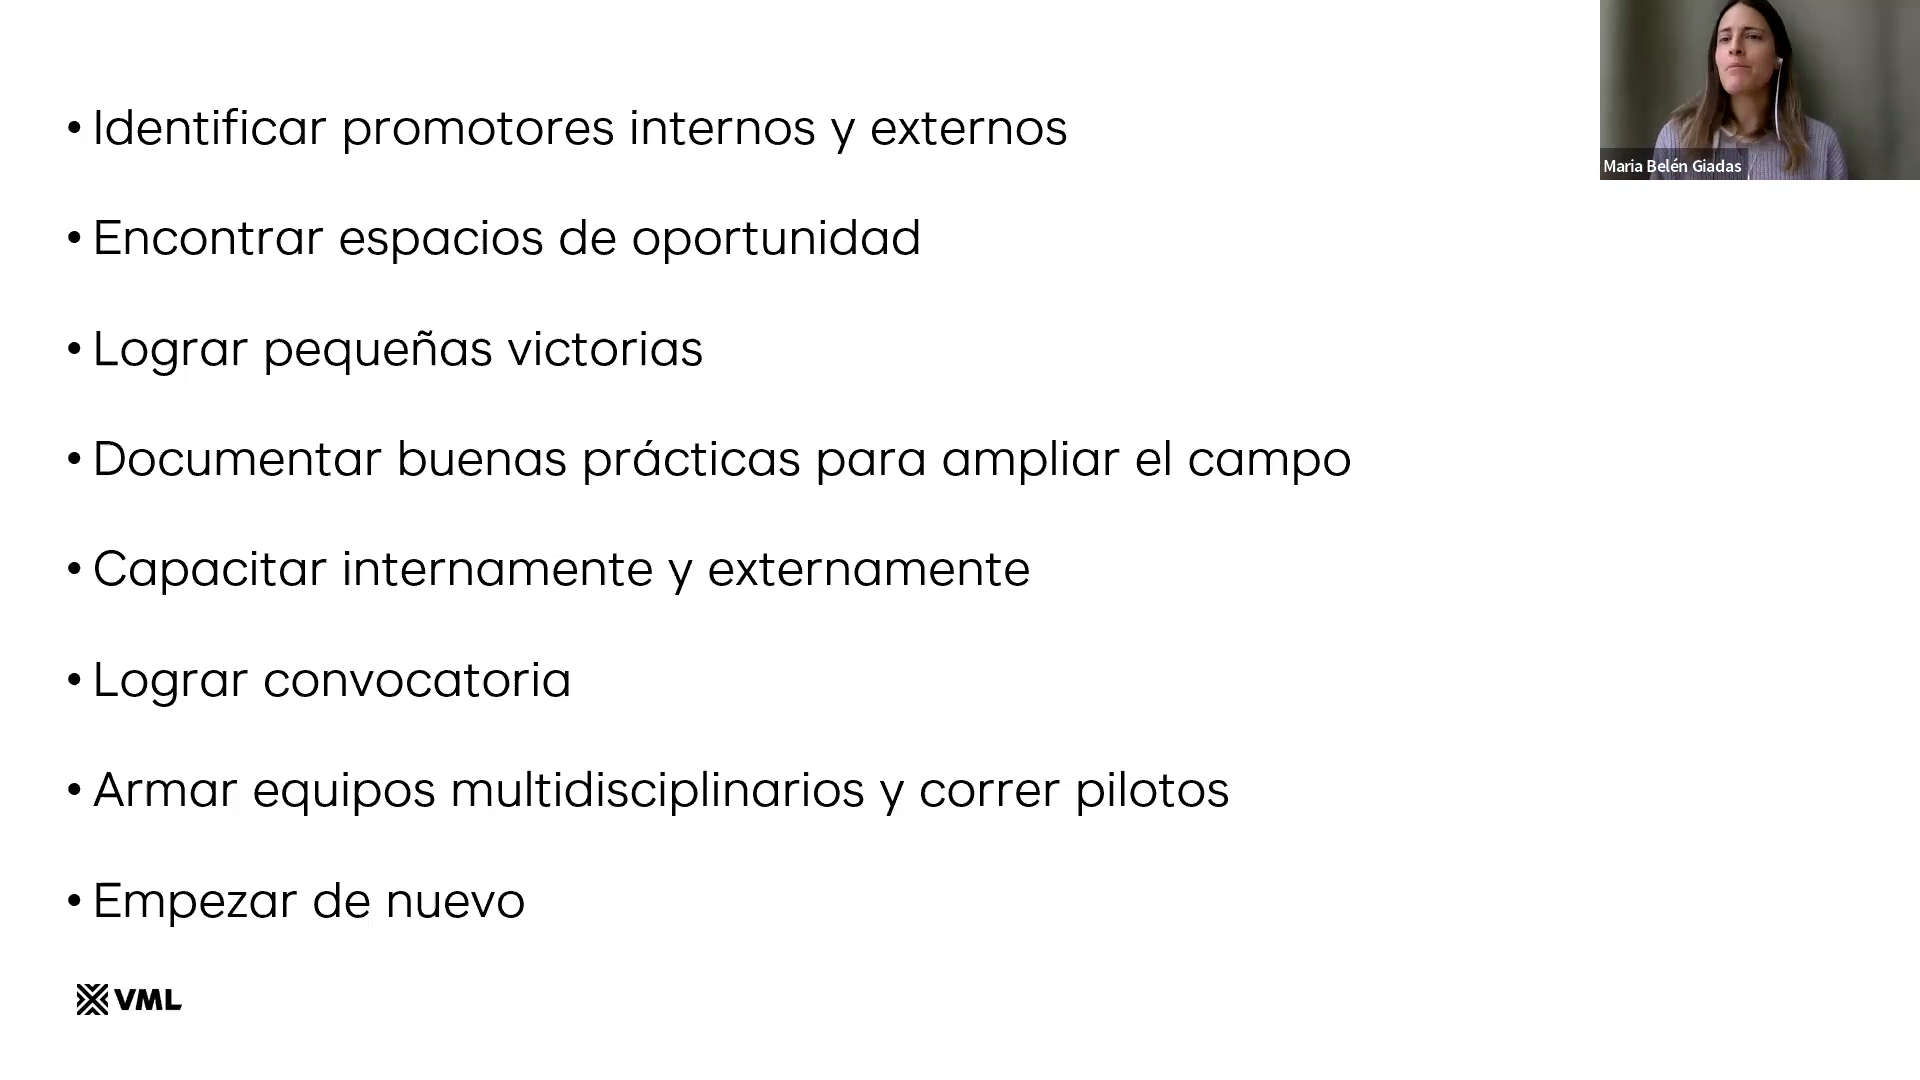 • Identificar promotores internos y externos
• Encontrar espacios de oportunidad
• Lograr pequeñas victorias
• Documentar buenas prácticas para ampliar el campo
• Capacitar internamente y externamente
• Lograr convocatoria
• Armar equipos multidisciplinarios y correr pilotos
• Empezar de nuevo
VML
Maria Belén Giadas